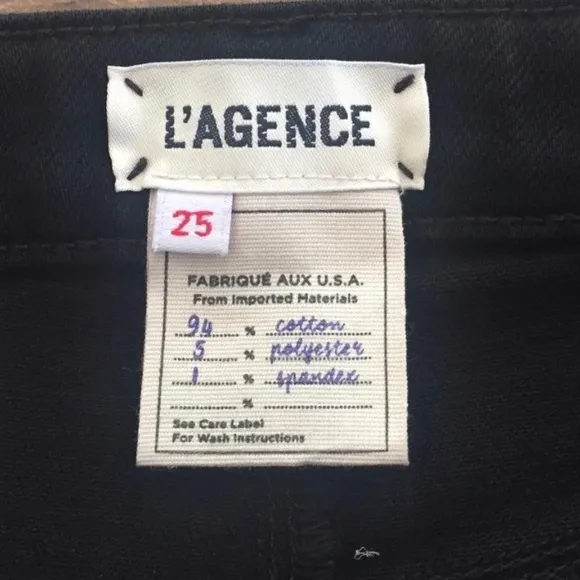 L'AGENCE
25
FABRIQUÉ AUX U.S.A.
From Imported Materials
94 % cotton
5 % polyester
1 % spandex
%
See Care Label
For Wash Instructions